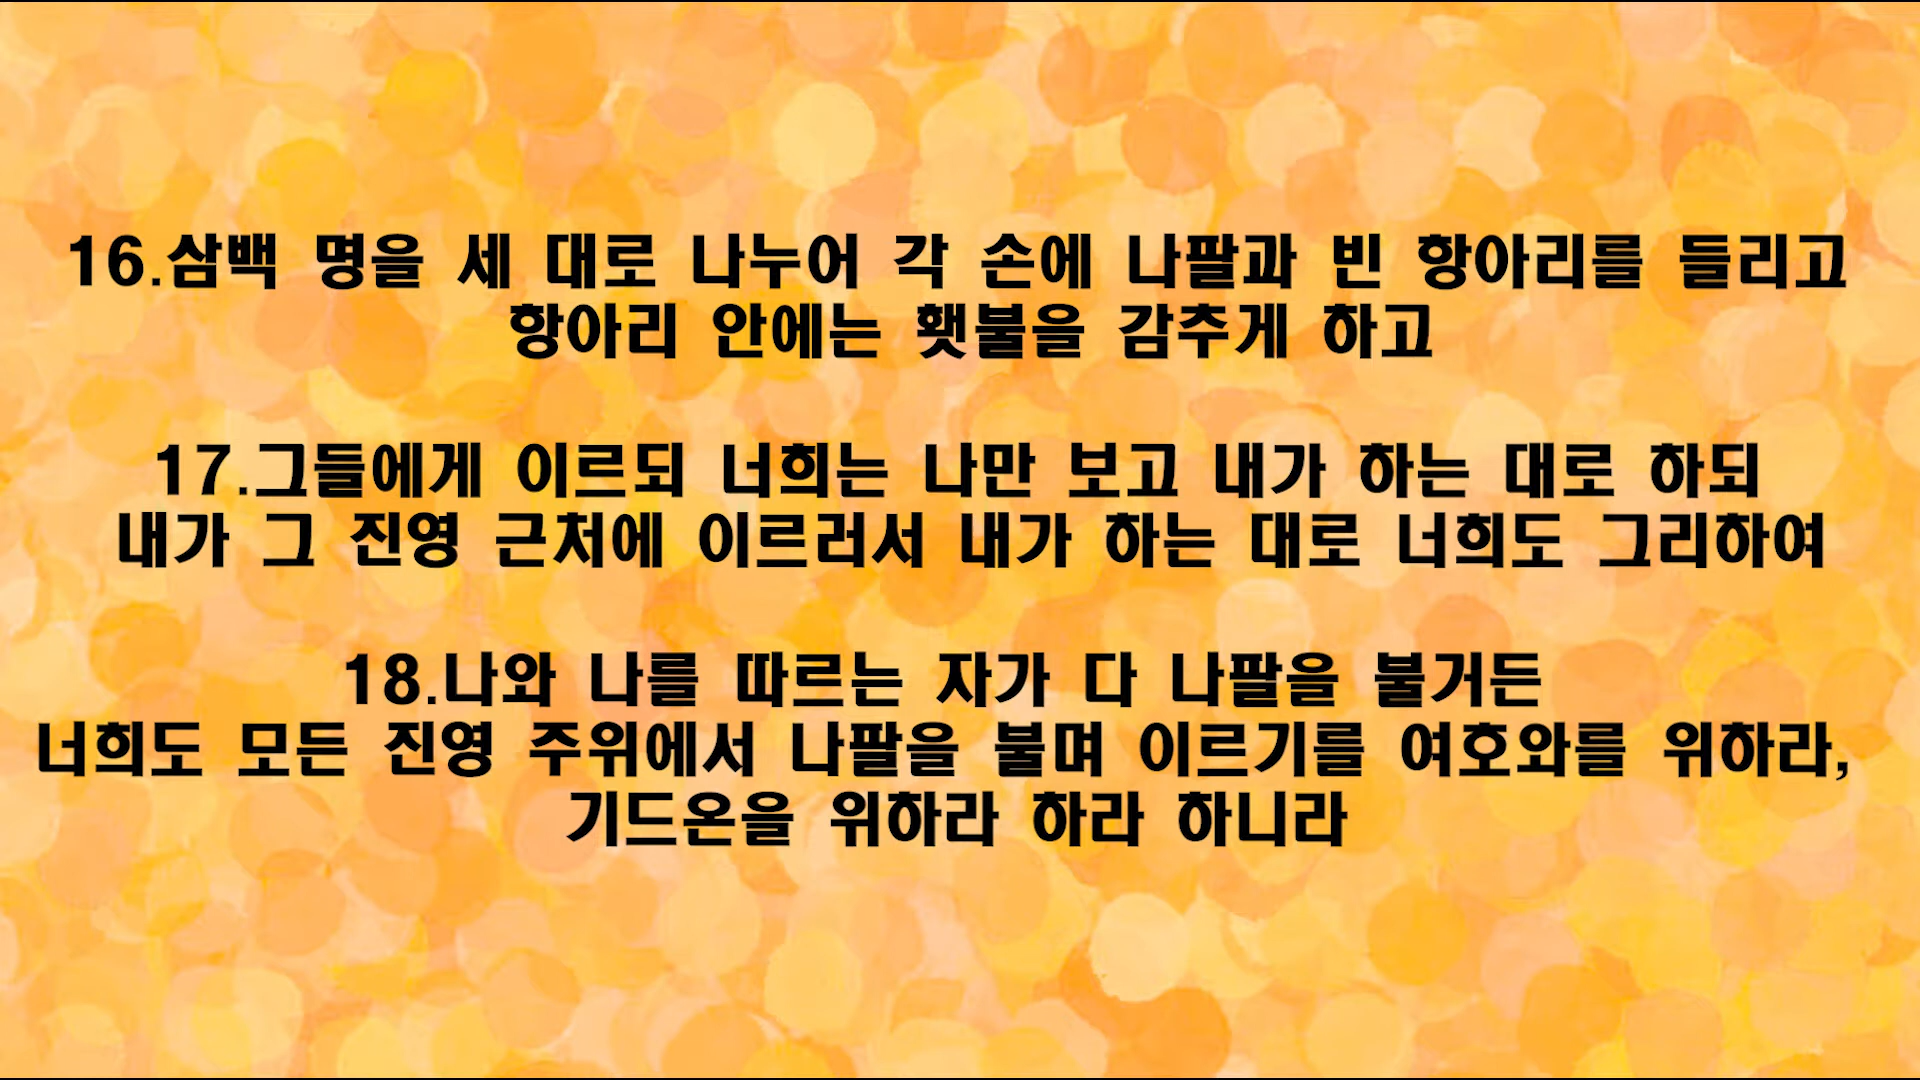 16.삼백 명을 세 대로 나누어 각 손에 나팔과 빈 항아리를 들리고
항아리 안에는 횃불을 감추게 하고
17.그들에게 이르되 너희는 나만 보고 내가 하는 대로 하되
내가 그 진영 근처에 이르러서 내가 하는 대로 너희도 그리하여
18.나와 나를 따르는 자가 다 나팔을 불거든
너희도 모든 진영 주위에서 나팔을 불며 이르기를 여호와를 위하라,
기드온을 위하라 하라 하니라